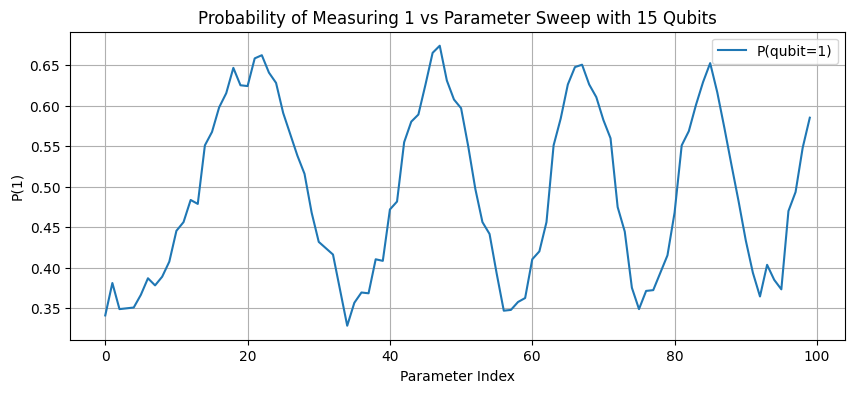 Probability of Measuring 1 vs Parameter Sweep with 15 Qubits
P(qubit=1)
P(1)
0.65
0.60
0.55
0.50
0.45
0.40
0.35
0 20 40 60 80 100
Parameter Index